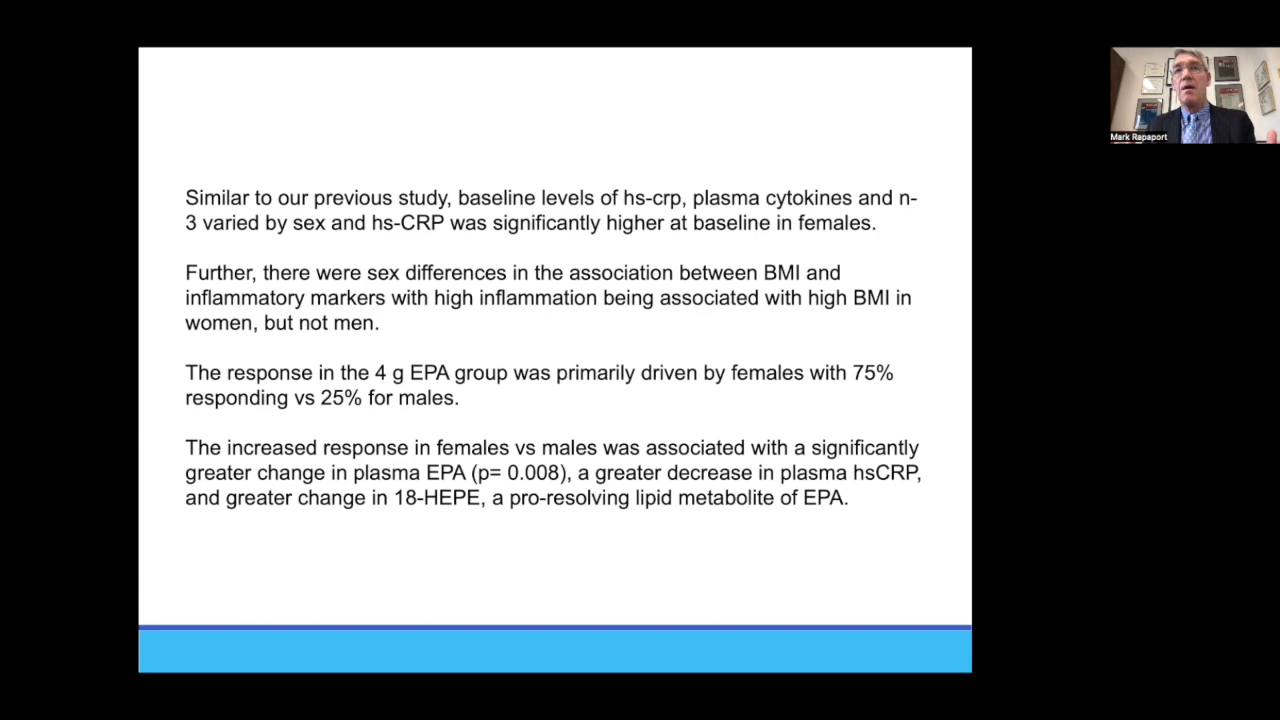 Similar to our previous study, baseline levels of hs-crp, plasma cytokines and n-
3 varied by sex and hs-CRP was significantly higher at baseline in females.
Further, there were sex differences in the association between BMI and
inflammatory markers with high inflammation being associated with high BMI in
women, but not men.
The response in the 4 g EPA group was primarily driven by females with 75%
responding vs 25% for males.
The increased response in females vs males was associated with a significantly
greater change in plasma EPA (p= 0.008), a greater decrease in plasma hsCRP,
and greater change in 18-HEPE, a pro-resolving lipid metabolite of EPA.
Mark Rapaport